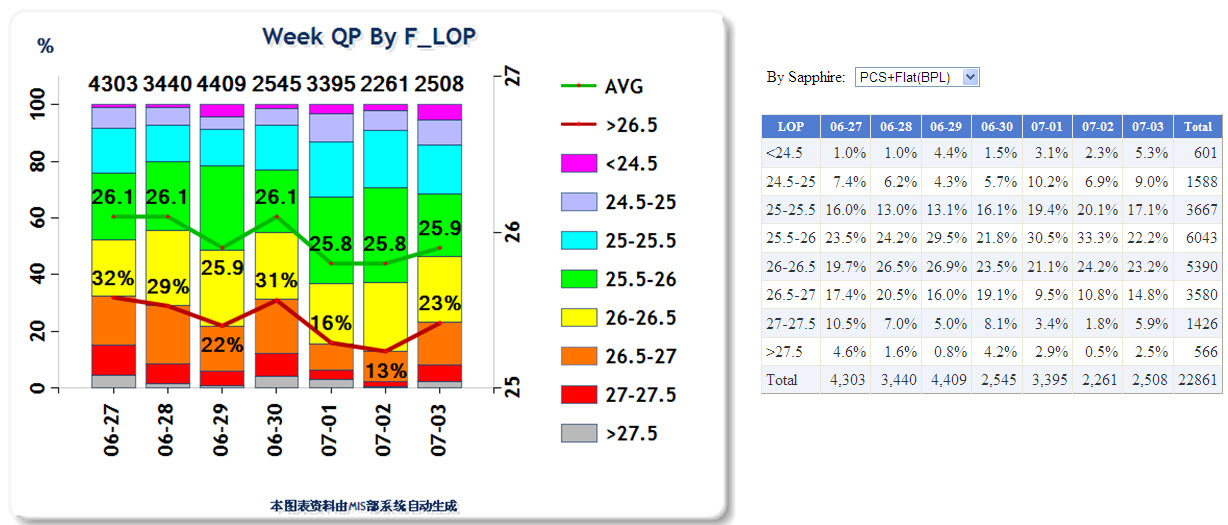 Week QP By F_LOP
%
4303 3440 4409 2545 3395 2261 2508
100
80
60
40
20
0
27
26
25
26.1 26.1 25.9 26.1 25.8 25.8 25.9
32% 29% 22% 31% 16% 13% 23%
06-27 06-28 06-29 06-30 07-01 07-02 07-03
AVG
>26.5
<24.5
24.5-25
25-25.5
25.5-26
26-26.5
26.5-27
27-27.5
>27.5
本图表资料由MIS部系统自动生成
By Sapphire: PCS+Flat(BPL)
LOP 06-27 06-28 06-29 06-30 07-01 07-02 07-03 Total
<24.5 1.0% 1.0% 4.4% 1.5% 3.1% 2.3% 5.3% 601
24.5-25 7.4% 6.2% 4.3% 5.7% 10.2% 6.9% 9.0% 1588
25-25.5 16.0% 13.0% 13.1% 16.1% 19.4% 20.1% 17.1% 3667
25.5-26 23.5% 24.2% 29.5% 21.8% 30.5% 33.3% 22.2% 6043
26-26.5 19.7% 26.5% 26.9% 23.5% 21.1% 24.2% 23.2% 5390
26.5-27 17.4% 20.5% 16.0% 19.1% 9.5% 10.8% 14.8% 3580
27-27.5 10.5% 7.0% 5.0% 8.1% 3.4% 1.8% 5.9% 1426
>27.5 4.6% 1.6% 0.8% 4.2% 2.9% 0.5% 2.5% 566
Total 4,303 3,440 4,409 2,545 3,395 2,261 2,508 22861